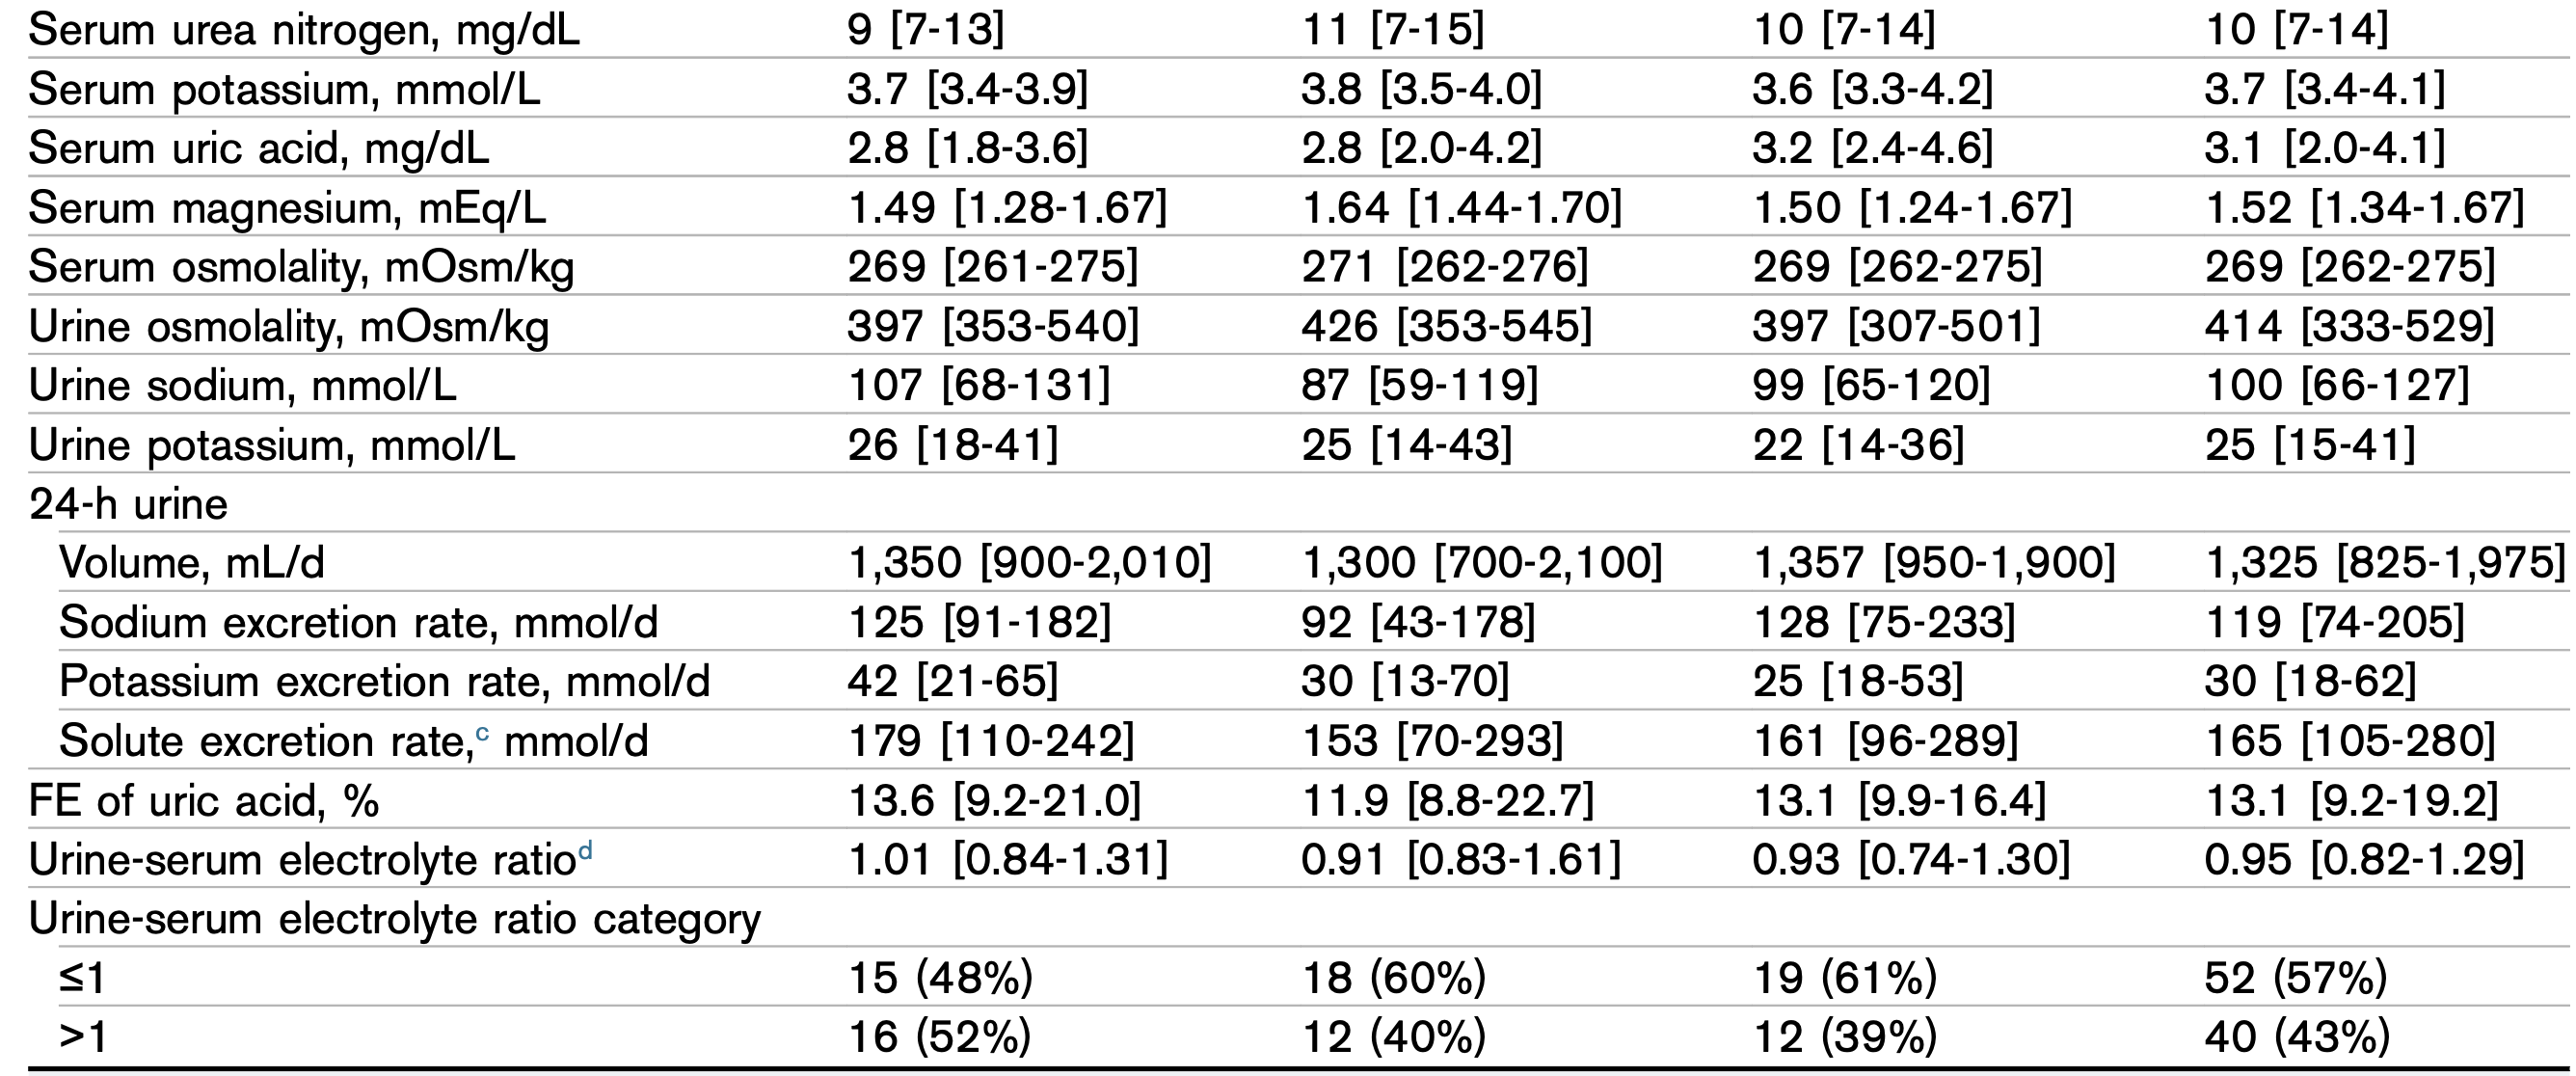 Serum urea nitrogen, mg/dL 9 [7-13] 11 [7-15] 10 [7-14] 10 [7-14]
Serum potassium, mmol/L 3.7 [3.4-3.9] 3.8 [3.5-4.0] 3.6 [3.3-4.2] 3.7 [3.4-4.1]
Serum uric acid, mg/dL 2.8 [1.8-3.6] 2.8 [2.0-4.2] 3.2 [2.4-4.6] 3.1 [2.0-4.1]
Serum magnesium, mEq/L 1.49 [1.28-1.67] 1.64 [1.44-1.70] 1.50 [1.24-1.67] 1.52 [1.34-1.67]
Serum osmolality, mOsm/kg 269 [261-275] 271 [262-276] 269 [262-275] 269 [262-275]
Urine osmolality, mOsm/kg 397 [353-540] 426 [353-545] 397 [307-501] 414 [333-529]
Urine sodium, mmol/L 107 [68-131] 87 [59-119] 99 [65-120] 100 [66-127]
Urine potassium, mmol/L 26 [18-41] 25 [14-43] 22 [14-36] 25 [15-41]
24-h urine
Volume, mL/d 1,350 [900-2,010] 1,300 [700-2,100] 1,357 [950-1,900] 1,325 [825-1,975]
Sodium excretion rate, mmol/d 125 [91-182] 92 [43-178] 128 [75-233] 119 [74-205]
Potassium excretion rate, mmol/d 42 [21-65] 30 [13-70] 25 [18-53] 30 [18-62]
Solute excretion rate,c mmol/d 179 [110-242] 153 [70-293] 161 [96-289] 165 [105-280]
FE of uric acid, % 13.6 [9.2-21.0] 11.9 [8.8-22.7] 13.1 [9.9-16.4] 13.1 [9.2-19.2]
Urine-serum electrolyte ratiod 1.01 [0.84-1.31] 0.91 [0.83-1.61] 0.93 [0.74-1.30] 0.95 [0.82-1.29]
Urine-serum electrolyte ratio category
≤1 15 (48%) 18 (60%) 19 (61%) 52 (57%)
>1 16 (52%) 12 (40%) 12 (39%) 40 (43%)